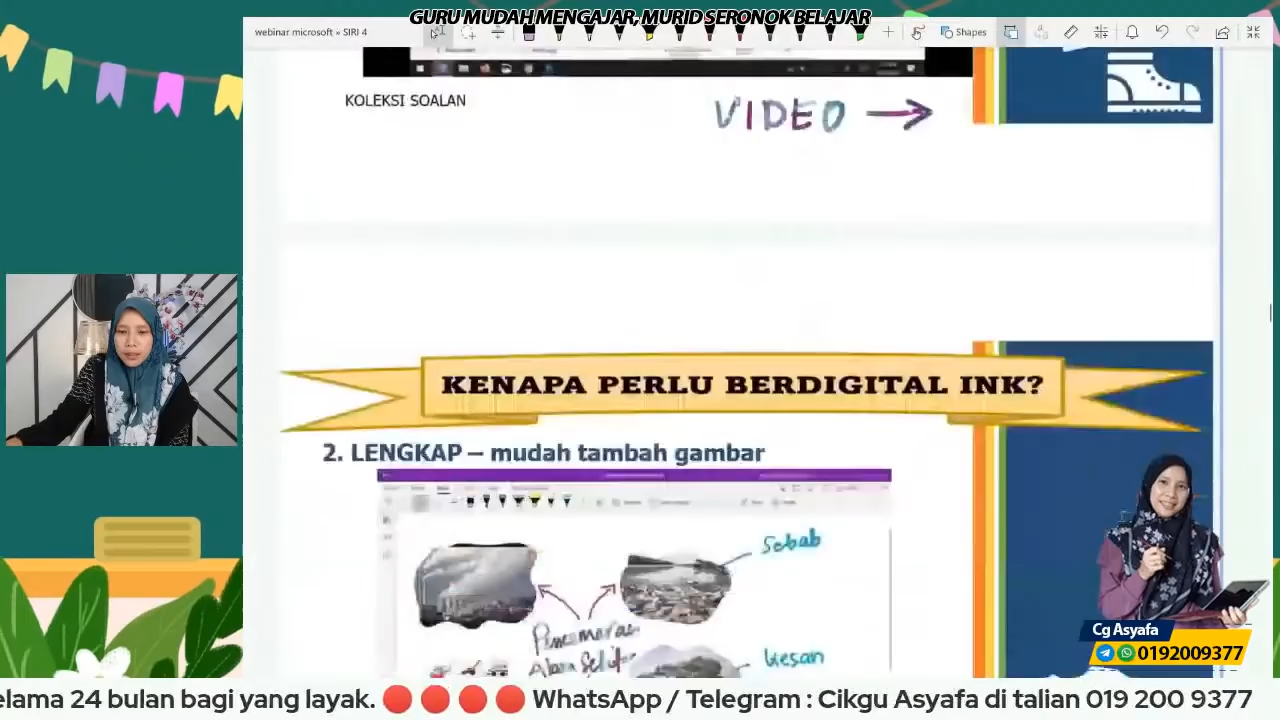 GURU MUDAH MENGAJAR, MURID SERONOK BELAJAR
webinar microsoft » SIRI 4
Shapes
KOLEKSI SOALAN
VIDEO →
KENAPA PERLU BERDIGITAL INK?
2. LENGKAP – mudah tambah gambar
Sebab
Pencemaran
Kesan
Cg Asyafa
0192009377
elama 24 bulan bagi yang layak. 🔴 🔴 🔴 🔴 WhatsApp / Telegram : Cikgu Asyafa di talian 019 200 9377